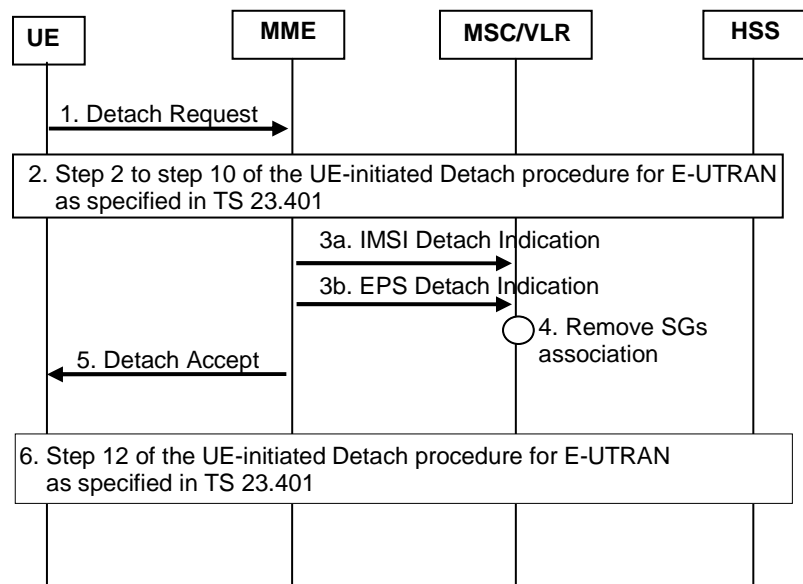 UE
MME
MSC/VLR
HSS
1. Detach Request
2. Step 2 to step 10 of the UE-initiated Detach procedure for E-UTRAN
as specified in TS 23.401
3a. IMSI Detach Indication
3b. EPS Detach Indication
4. Remove SGs
association
5. Detach Accept
6. Step 12 of the UE-initiated Detach procedure for E-UTRAN
as specified in TS 23.401